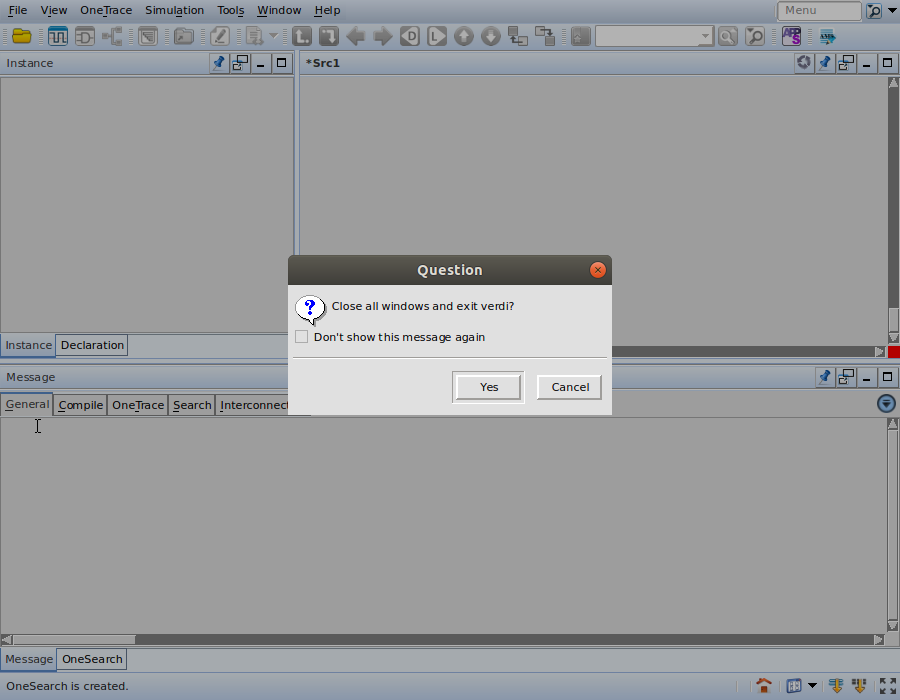 File View OneTrace Simulation Tools Window Help Menu
Instance
*Src1
Question
Close all windows and exit verdi?
Don't show this message again
Yes Cancel
Instance Declaration
Message
General Compile OneTrace Search Interconnect
Message OneSearch
OneSearch is created.